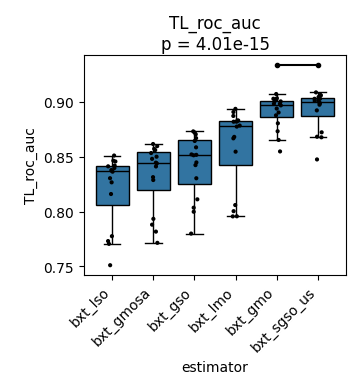 TL_roc_auc
p = 4.01e-15
TL_roc_auc
0.90
0.85
0.80
0.75
bxt_lso
bxt_gmosa
bxt_gso
bxt_lmo
bxt_gmo
bxt_sgso_us
estimator